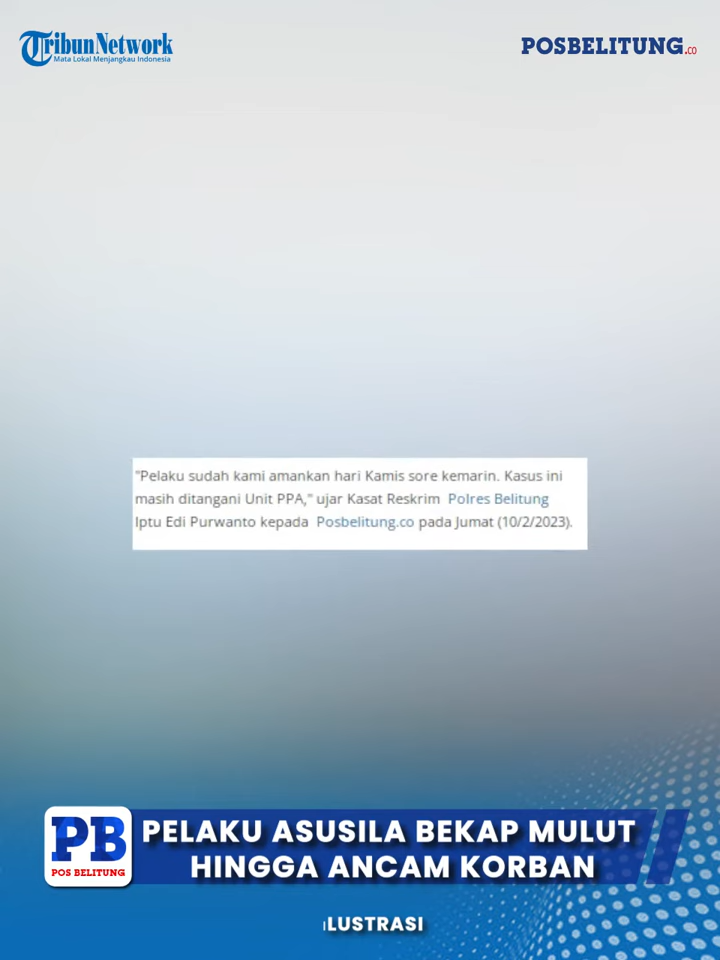 TribunNetwork
Mata Lokal Menjangkau Indonesia
POSBELITUNG.CO
"Pelaku sudah kami amankan hari Kamis sore kemarin. Kasus ini
masih ditangani Unit PPA," ujar Kasat Reskrim Polres Belitung
Iptu Edi Purwanto kepada Posbelitung.co pada Jumat (10/2/2023).
PB
POS BELITUNG
PELAKU ASUSILA BEKAP MULUT
HINGGA ANCAM KORBAN
ILUSTRASI